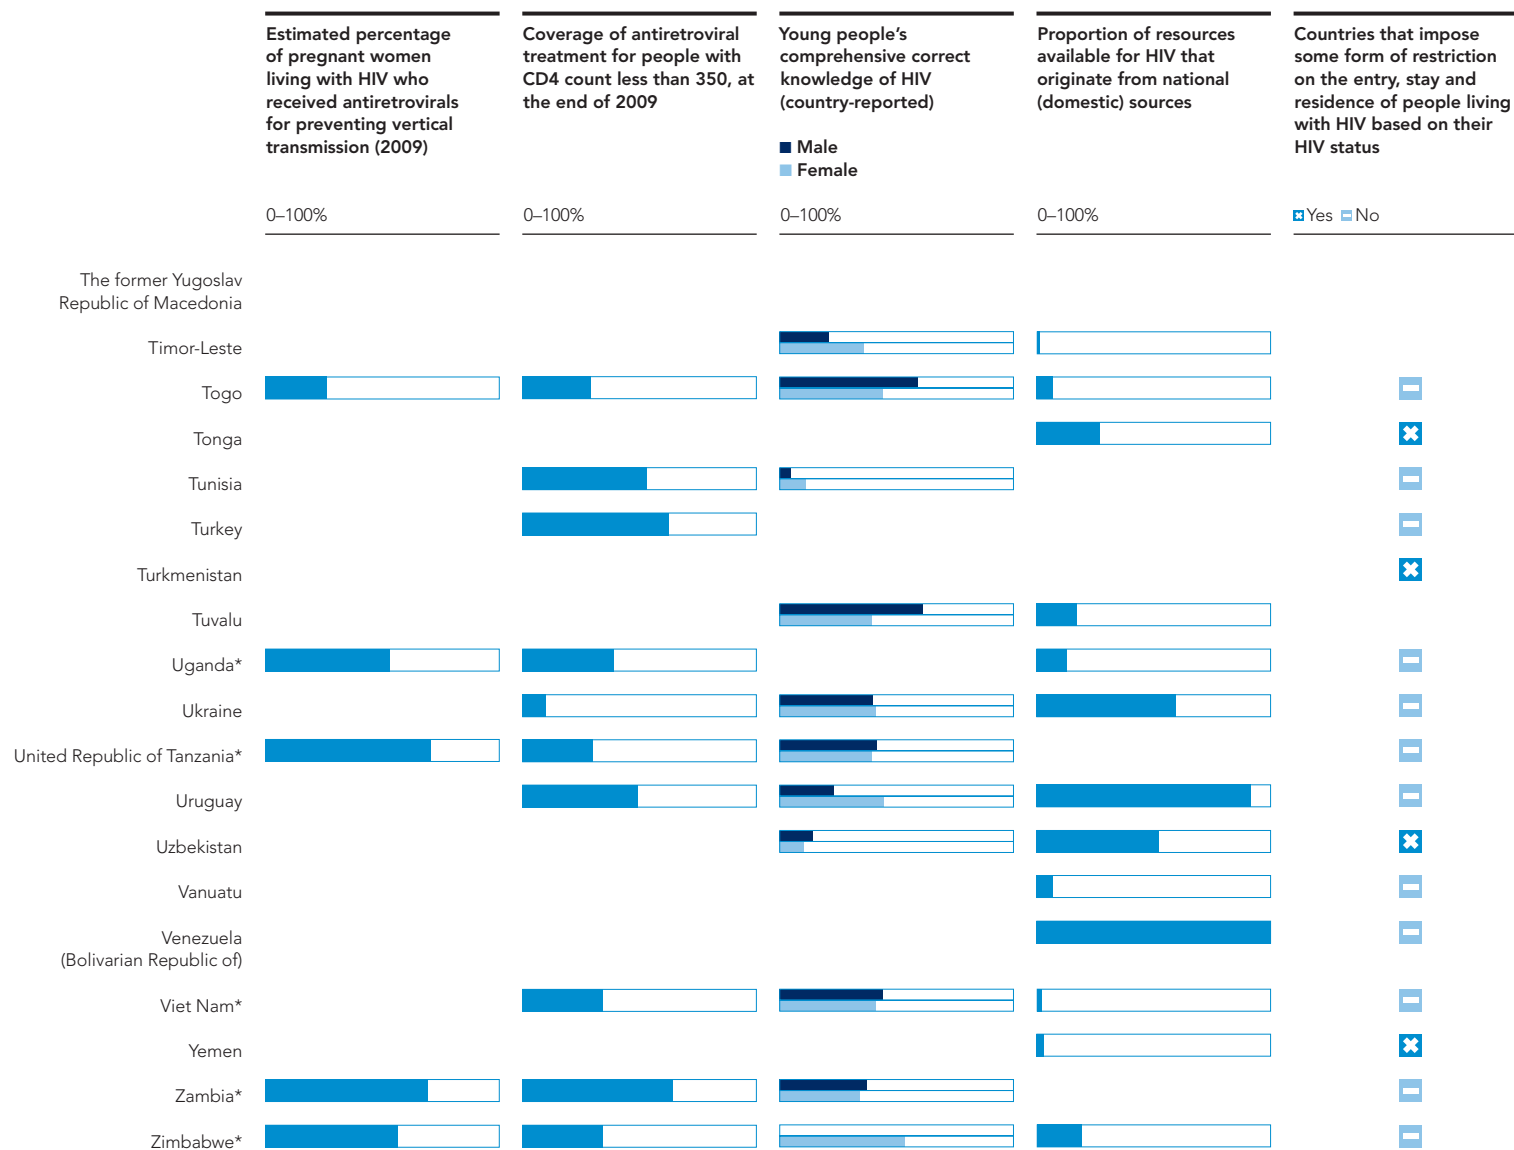 Estimated percentage
of pregnant women
living with HIV who
received antiretrovirals
for preventing vertical
transmission (2009)
0–100%
Coverage of antiretroviral
treatment for people with
CD4 count less than 350, at
the end of 2009
0–100%
Young people’s
comprehensive correct
knowledge of HIV
(country-reported)
Male
Female
0–100%
Proportion of resources
available for HIV that
originate from national
(domestic) sources
0–100%
Countries that impose
some form of restriction
on the entry, stay and
residence of people living
with HIV based on their
HIV status
Yes No
The former Yugoslav
Republic of Macedonia
Timor-Leste
Togo
Tonga
Tunisia
Turkey
Turkmenistan
Tuvalu
Uganda*
Ukraine
United Republic of Tanzania*
Uruguay
Uzbekistan
Vanuatu
Venezuela
(Bolivarian Republic of)
Viet Nam*
Yemen
Zambia*
Zimbabwe*